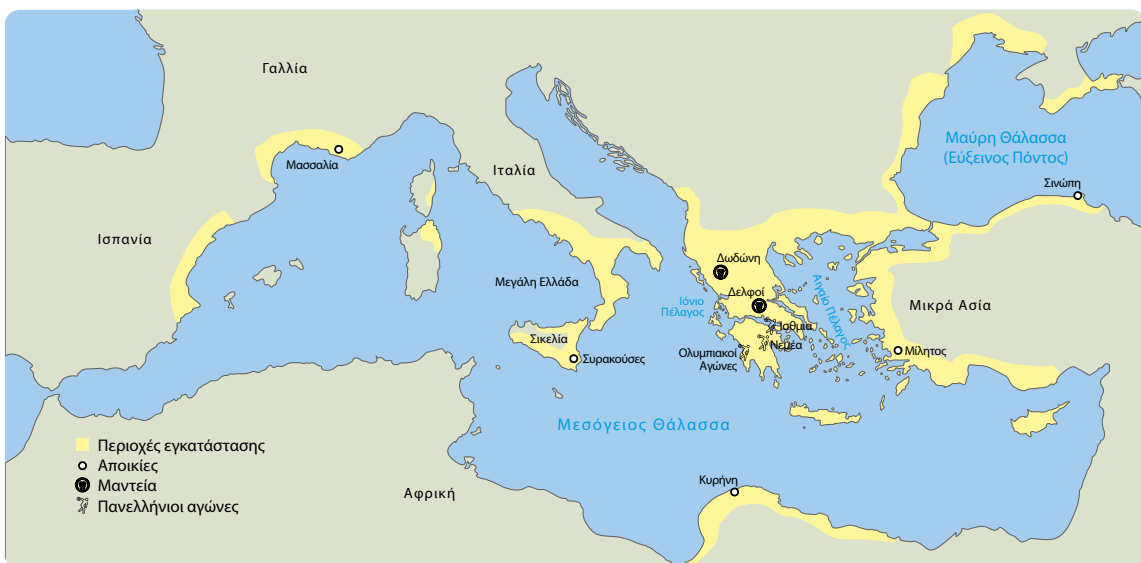 Γαλλία
Μαύρη Θάλασσα
(Εύξεινος Πόντος)
Μασσαλία
Ιταλία
Σινώπη
Ισπανία
Δωδώνη
Μεγάλη Ελλάδα
Δελφοί
Ιόνιο
Πέλαγος
Αιγαίο Πέλαγος
Μικρά Ασία
Ίσθμια
Σικελία
Νεμέα
Ολυμπιακοί
Αγώνες
Συρακούσες
Μίλητος
Μεσόγειος Θάλασσα
Περιοχές εγκατάστασης
Αποικίες
Μαντεία
Πανελλήνιοι αγώνες
Αφρική
Κυρήνη